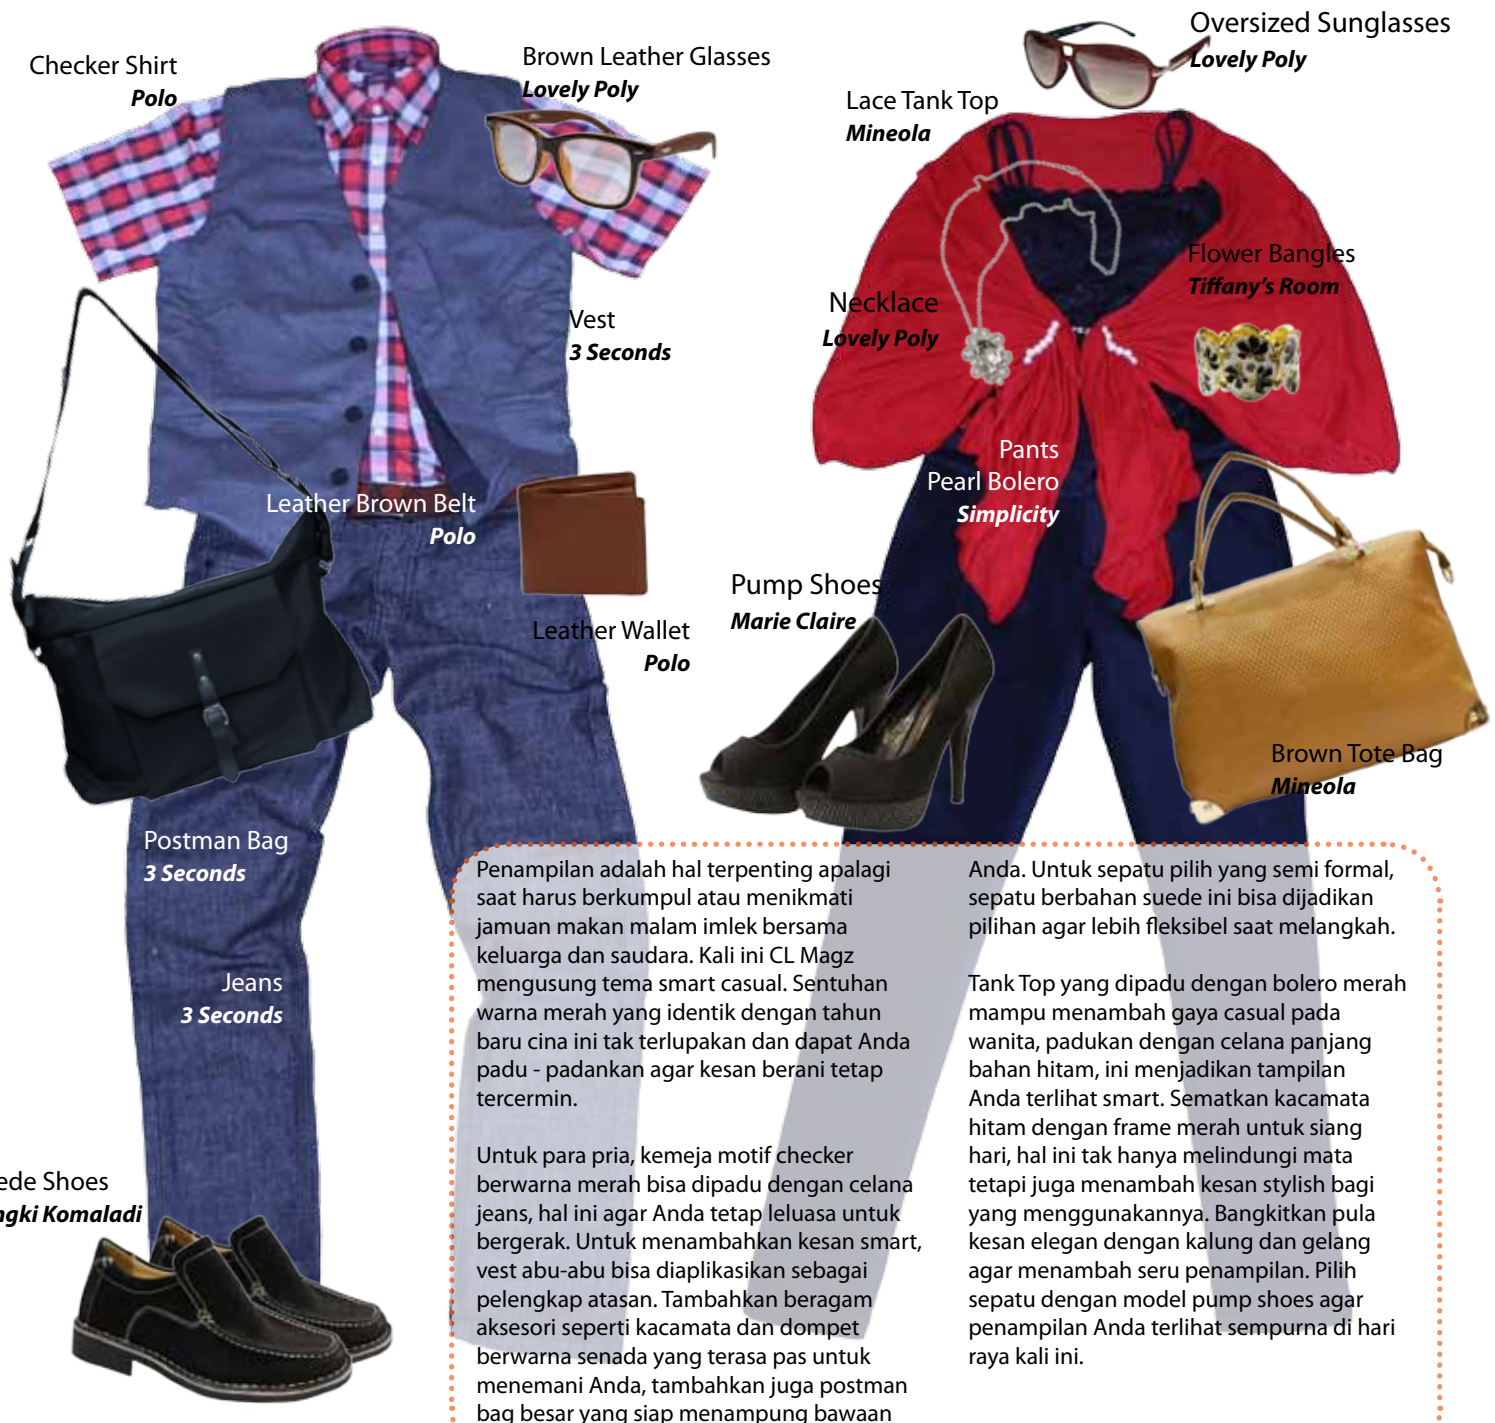 Checker Shirt
Polo
Brown Leather Glasses
Lovely Poly
Vest
3 Seconds
Leather Brown Belt
Polo
Leather Wallet
Polo
Postman Bag
3 Seconds
Jeans
3 Seconds
ede Shoes
ngki Komaladi
Oversized Sunglasses
Lovely Poly
Lace Tank Top
Mineola
Flower Bangles
Tiffany's Room
Necklace
Lovely Poly
Pants
Pearl Bolero
Simplicity
Pump Shoes
Marie Claire
Brown Tote Bag
Mineola
Penampilan adalah hal terpenting apalagi
saat harus berkumpul atau menikmati
jamuan makan malam imlek bersama
keluarga dan saudara. Kali ini CL Magz
mengusung tema smart casual. Sentuhan
warna merah yang identik dengan tahun
baru cina ini tak terlupakan dan dapat Anda
padu - padankan agar kesan berani tetap
tercermin.
Untuk para pria, kemeja motif checker
berwarna merah bisa dipadu dengan celana
jeans, hal ini agar Anda tetap leluasa untuk
bergerak. Untuk menambahkan kesan smart,
vest abu-abu bisa diaplikasikan sebagai
pelengkap atasan. Tambahkan beragam
aksesori seperti kacamata dan dompet
berwarna senada yang terasa pas untuk
menemani Anda, tambahkan juga postman
bag besar yang siap menampung bawaan
Anda. Untuk sepatu pilih yang semi formal,
sepatu berbahan suede ini bisa dijadikan
pilihan agar lebih fleksibel saat melangkah.
Tank Top yang dipadu dengan bolero merah
mampu menambah gaya casual pada
wanita, padukan dengan celana panjang
bahan hitam, ini menjadikan tampilan
Anda terlihat smart. Sematkan kacamata
hitam dengan frame merah untuk siang
hari, hal ini tak hanya melindungi mata
tetapi juga menambah kesan stylish bagi
yang menggunakannya. Bangkitkan pula
kesan elegan dengan kalung dan gelang
agar menambah seru penampilan. Pilih
sepatu dengan model pump shoes agar
penampilan Anda terlihat sempurna di hari
raya kali ini.